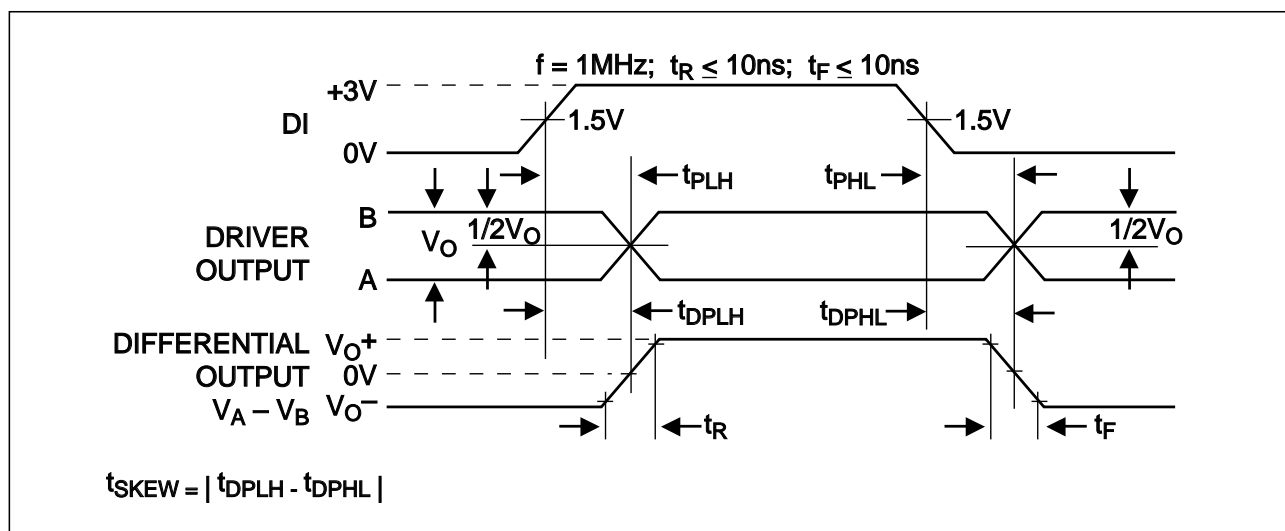 f = 1MHz; tR ≤ 10ns; tF ≤ 10ns
+3V
DI
1.5V
1.5V
0V
tPLH
tPHL
B
DRIVER
OUTPUT
VO
1/2VO
1/2VO
A
tDPLH
tDPHL
DIFFERENTIAL
OUTPUT
VA – VB
VO+
0V
VO–
tR
tF
tSKEW = | tDPLH - tDPHL |